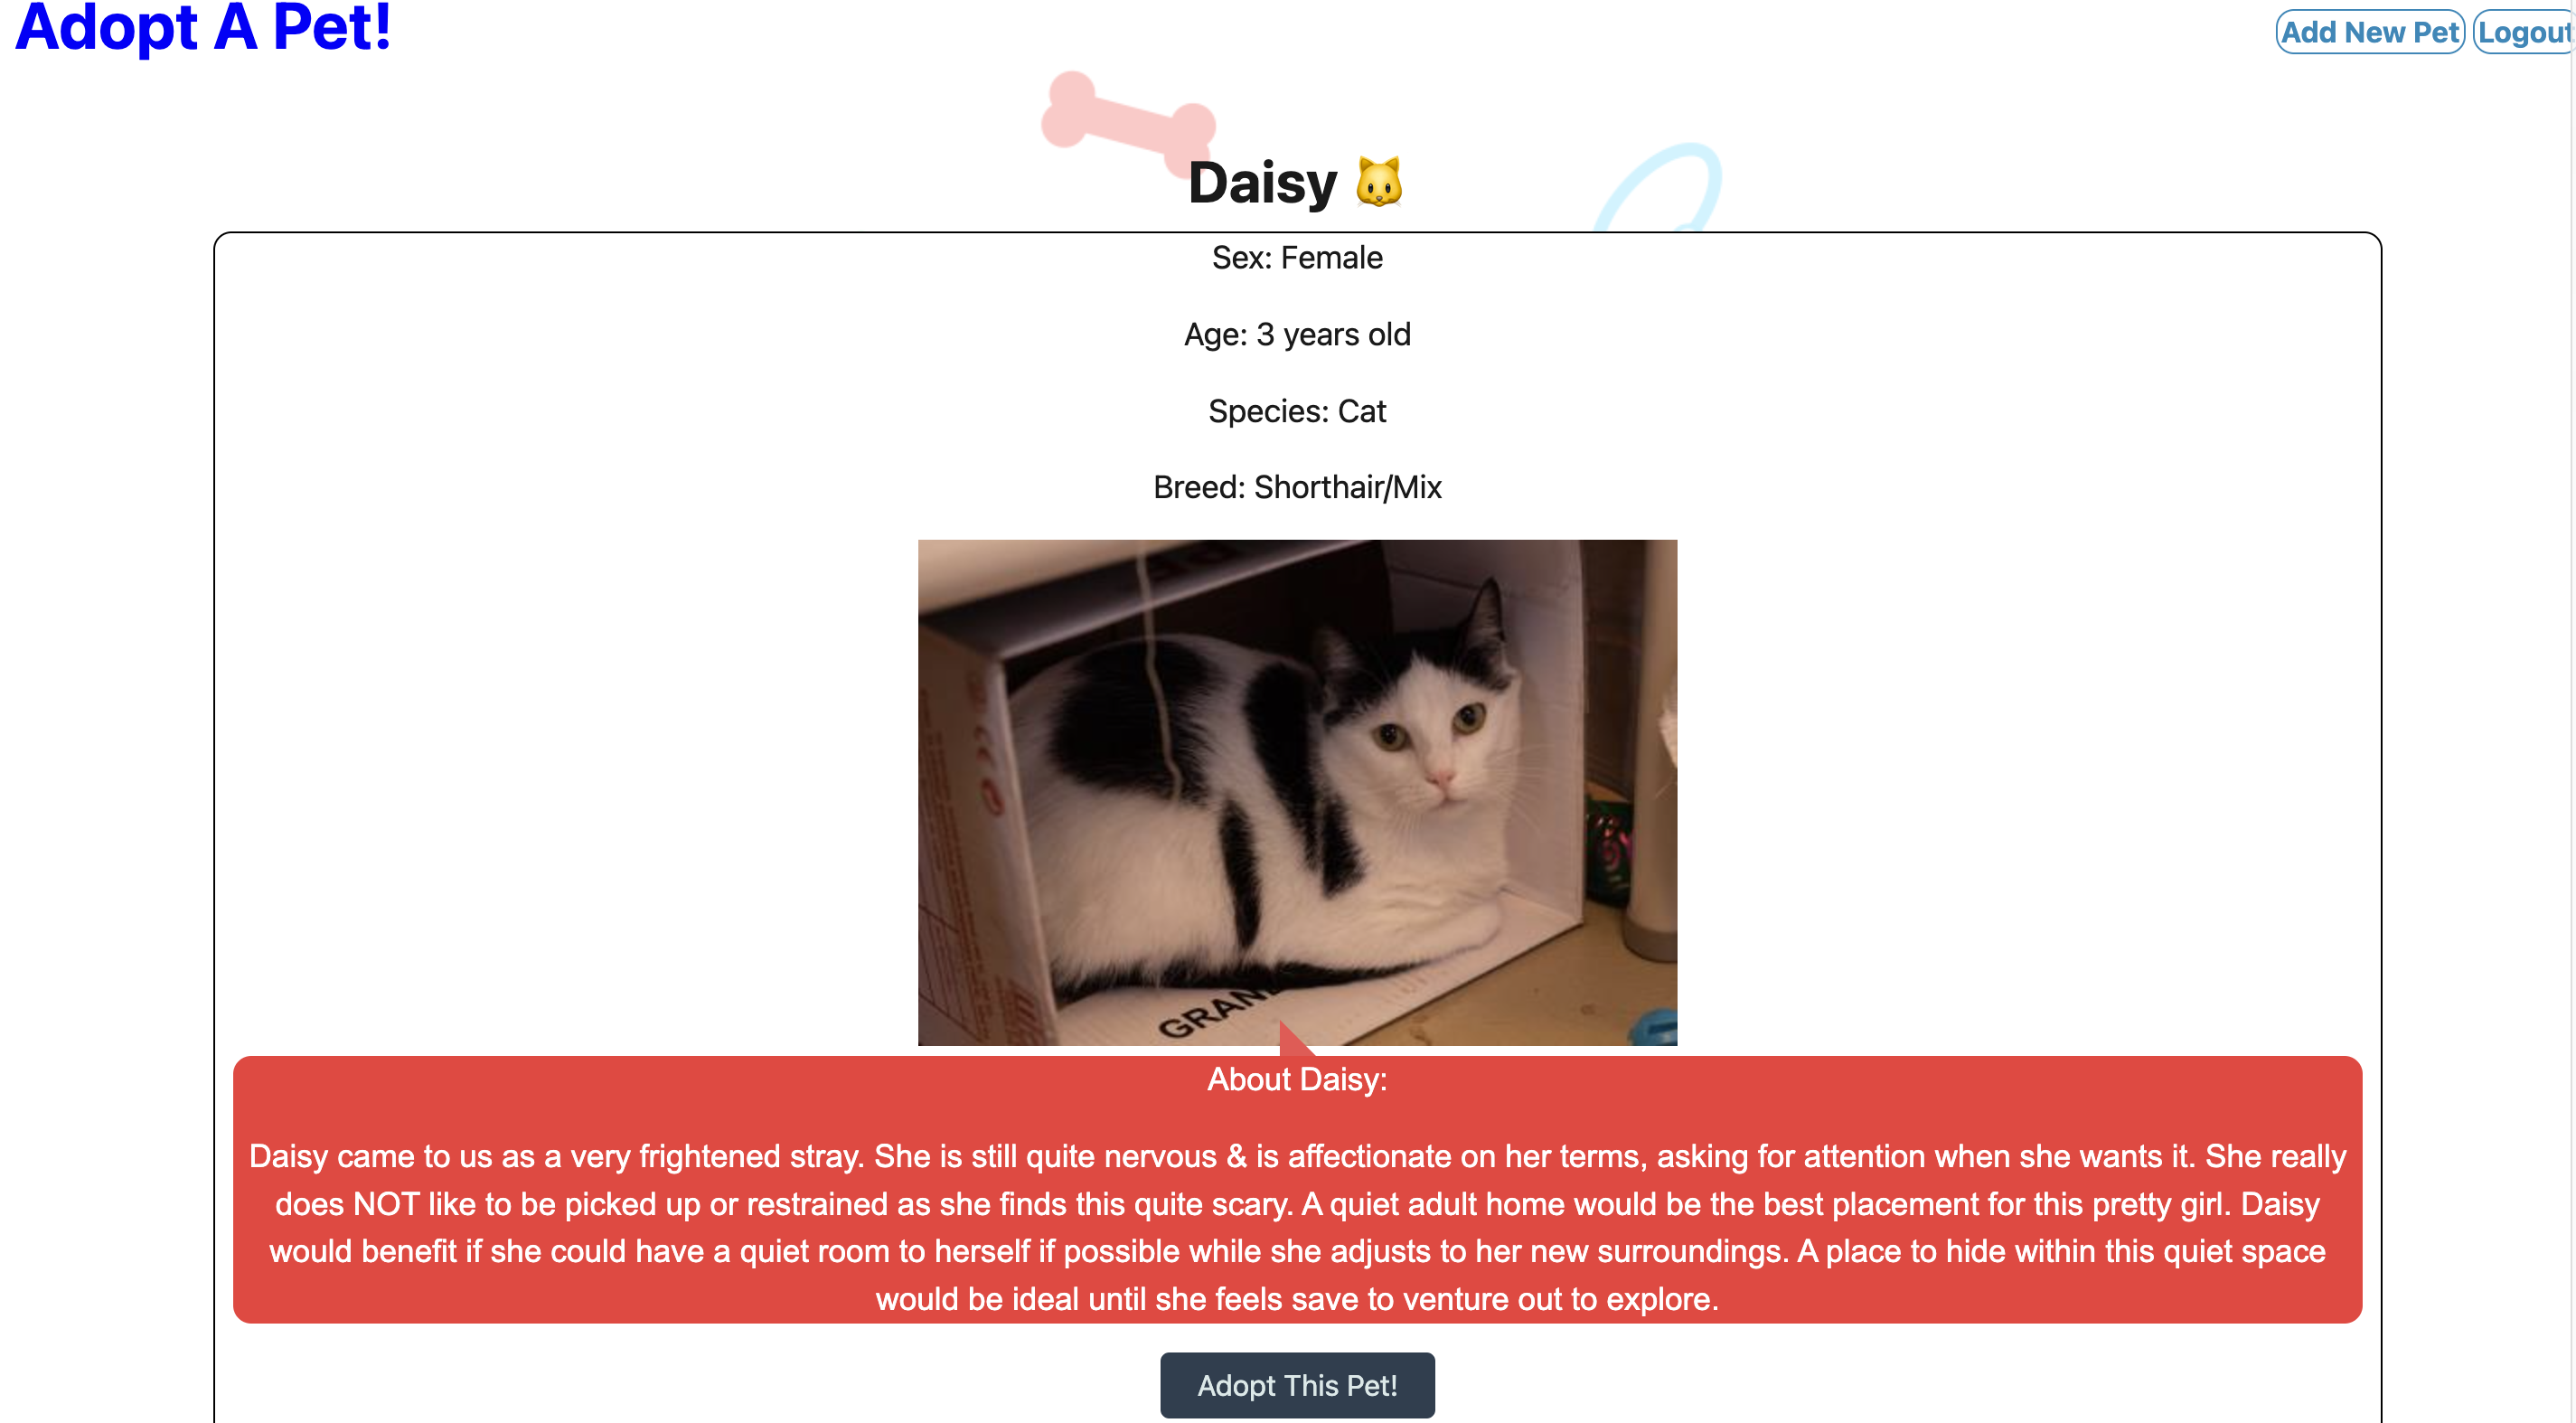 Adopt A Pet!
Add New Pet
Logout
Daisy 🐱
Sex: Female
Age: 3 years old
Species: Cat
Breed: Shorthair/Mix
GRAN
About Daisy:
Daisy came to us as a very frightened stray. She is still quite nervous & is affectionate on her terms, asking for attention when she wants it. She really
does NOT like to be picked up or restrained as she finds this quite scary. A quiet adult home would be the best placement for this pretty girl. Daisy
would benefit if she could have a quiet room to herself if possible while she adjusts to her new surroundings. A place to hide within this quiet space
would be ideal until she feels save to venture out to explore.
Adopt This Pet!